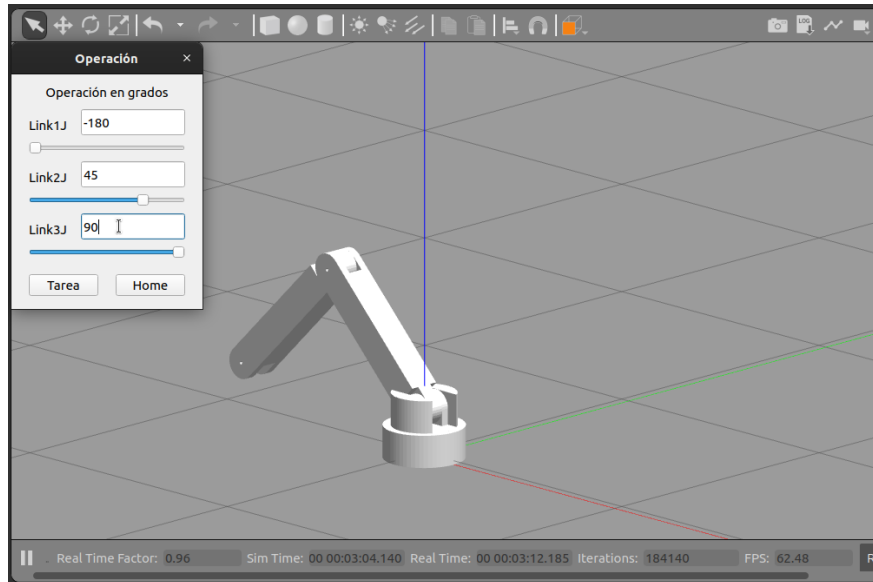 LOG
Operación ×
Operación en grados
Link1J -180
Link2J 45
Link3J 90
Tarea Home
Real Time Factor: 0.96 Sim Time: 00 00:03:04.140 Real Time: 00 00:03:12.185 Iterations: 184140 FPS: 62.48 R